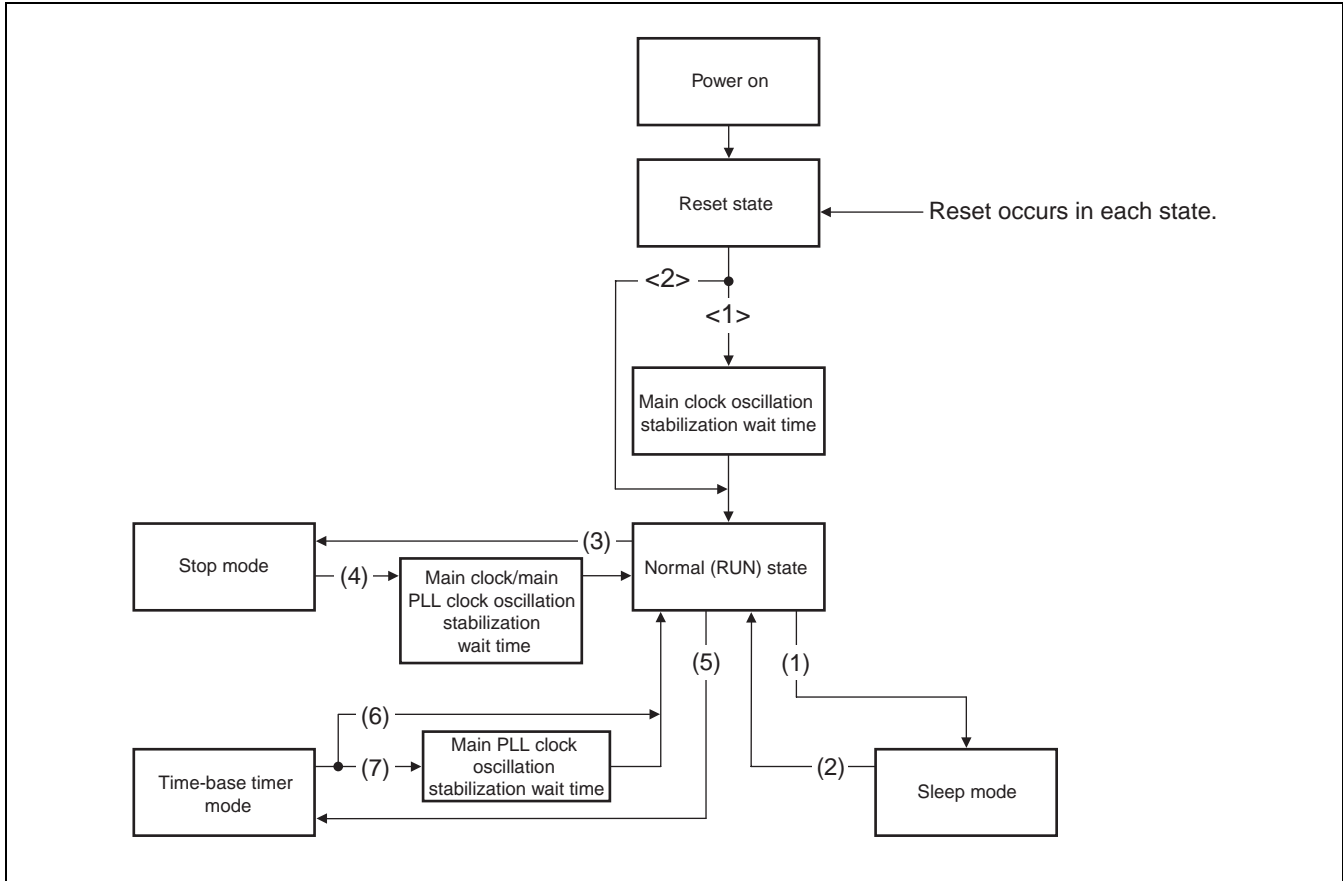 Power on
Reset state
Reset occurs in each state.
<2>
<1>
Main clock oscillation
stabilization wait time
Stop mode
(3)
Normal (RUN) state
(4)
Main clock/main
PLL clock oscillation
stabilization
wait time
(5)
(1)
(6)
Time-base timer
mode
(7)
Main PLL clock
oscillation
stabilization wait time
(2)
Sleep mode